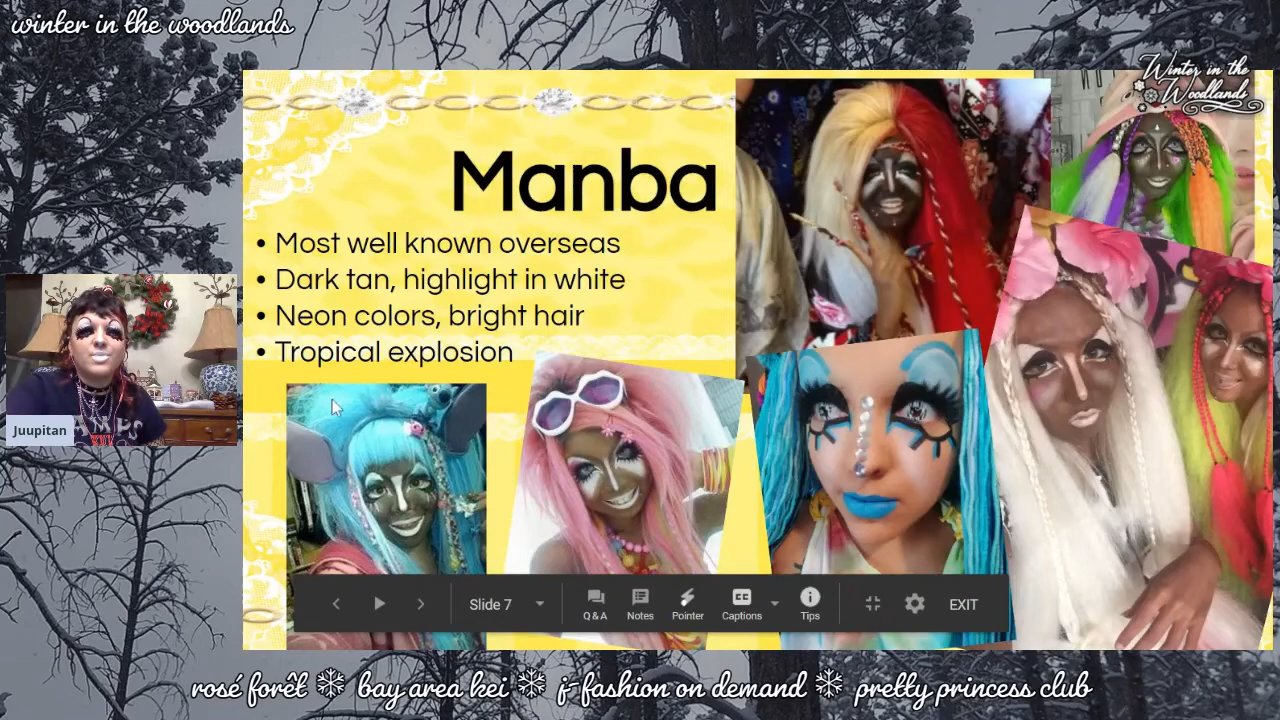 winter in the woodlands
Winter in the
Woodlands
Manba
• Most well known overseas
• Dark tan, highlight in white
• Neon colors, bright hair
• Tropical explosion
Juupitan
Slide 7
Q & A
Notes
Pointer
Captions
Tips
EXIT
rosé forêt ❄ bay area kei ❄ j-fashion on demand ❄ pretty princess club